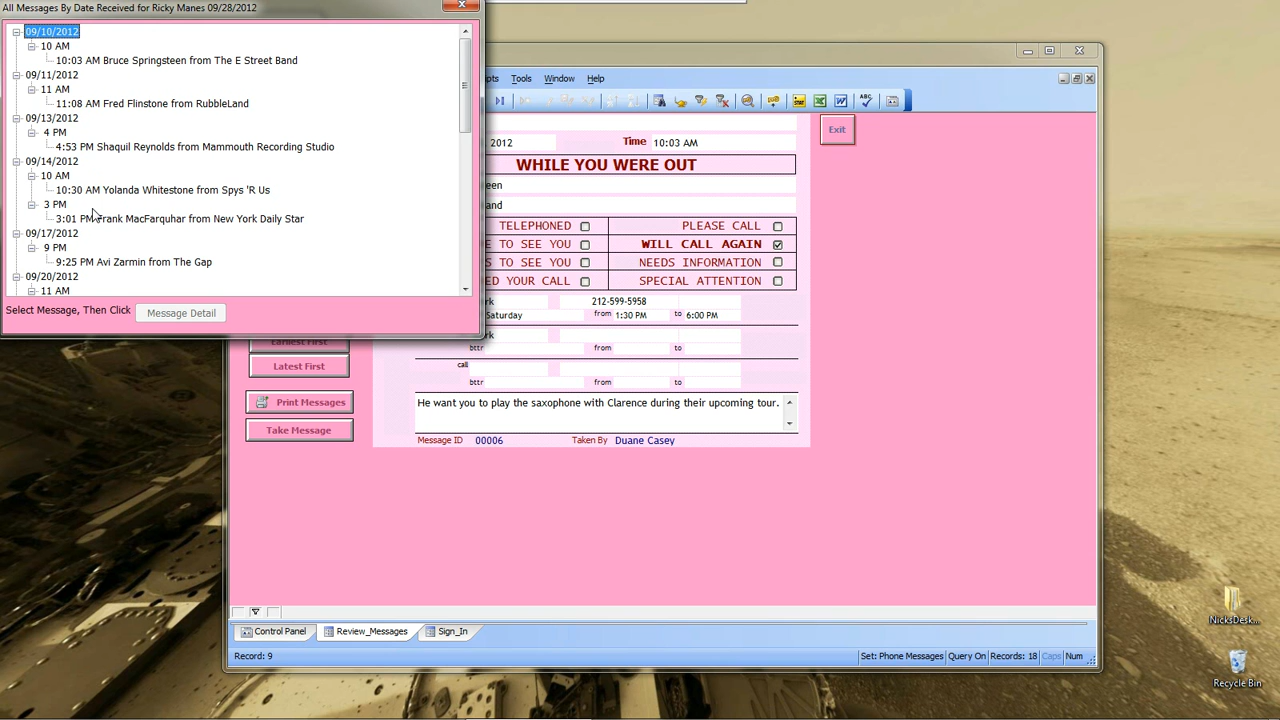 All Messages By Date Received for Ricky Manes 09/28/2012
09/10/2012
10 AM
10:03 AM Bruce Springsteen from The E Street Band
09/11/2012
11 AM
11:08 AM Fred Flinstone from RubbleLand
09/13/2012
4 PM
4:53 PM Shaquil Reynolds from Mammouth Recording Studio
09/14/2012
10 AM
10:30 AM Yolanda Whitestone from Spys 'R Us
3 PM
3:01 PM Frank MacFarquhar from New York Daily Star
09/17/2012
9 PM
9:25 PM Avi Zarmin from The Gap
09/20/2012
11 AM
Select Message, Then Click Message Detail
ipts Tools Window Help
2012 Time 10:03 AM
Exit
WHILE YOU WERE OUT
een
and
TELEPHONED PLEASE CALL
E TO SEE YOU WILL CALL AGAIN
S TO SEE YOU NEEDS INFORMATION
ED YOUR CALL SPECIAL ATTENTION
rk 212-599-5958
Saturday from 1:30 PM to 6:00 PM
rk
bttr from to
call
bttr from to
He want you to play the saxophone with Clarence during their upcoming tour.
Message ID 00006 Taken By Duane Casey
Earliest First
Latest First
Print Messages
Take Message
Control Panel Review_Messages Sign_In
Record: 9 Set: Phone Messages Query On Records: 18 Caps Num
NicksDesk...
Recycle Bin